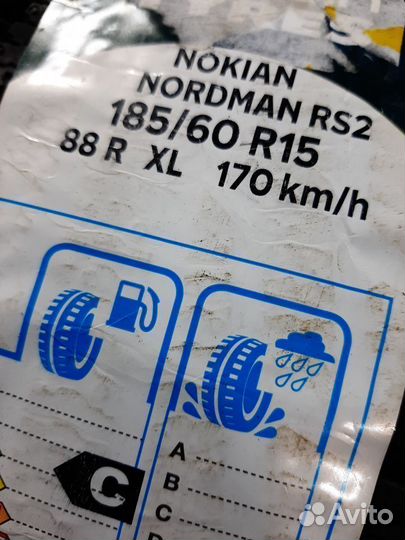 NOKIAN
NORDMAN RS2
185/60 R15
88 R XL 170 km/h
A
B
C
C
D
Avito